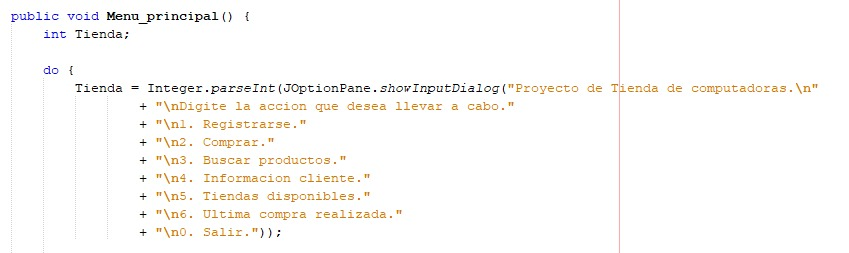 public void Menu_principal() {
int Tienda;
do {
Tienda = Integer.parseInt(JOptionPane.showInputDialog("Proyecto de Tienda de computadoras.\n"
+ "\nDigite la accion que desea llevar a cabo."
+ "\n1. Registrarse."
+ "\n2. Comprar."
+ "\n3. Buscar productos."
+ "\n4. Informacion cliente."
+ "\n5. Tiendas disponibles."
+ "\n6. Ultima compra realizada."
+ "\n0. Salir."));